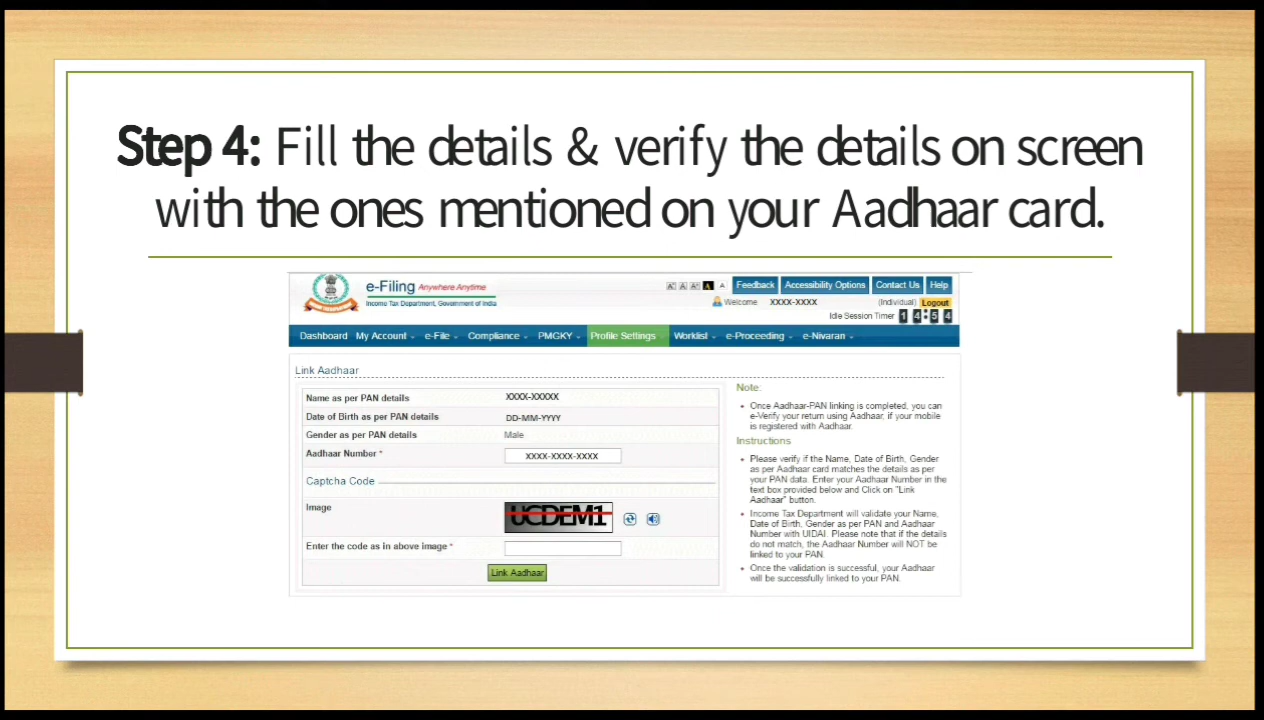 Step 4: Fill the details & verify the details on screen
with the ones mentioned on your Aadhaar card.
e-Filing Anywhere Anytime
Income Tax Department, Government of India
A A A A A Feedback Accessibility Options Contact Us Help
Welcome XXXX-XXXX (Individual) Logout
Idle Session Timer 1 4 : 5 4
Dashboard My Account e-File Compliance PMGKY Profile Settings Worklist e-Proceeding e-Nivaran
Link Aadhaar
Name as per PAN details XXXX-XXXXX
Date of Birth as per PAN details DD-MM-YYYY
Gender as per PAN details Male
Aadhaar Number * XXXX-XXXX-XXXX
Captcha Code
Image UCDEM1
Enter the code as in above image *
Link Aadhaar
Note:
• Once Aadhaar-PAN linking is completed, you can
e-Verify your return using Aadhaar, if your mobile
is registered with Aadhaar.
Instructions
• Please verify if the Name, Date of Birth, Gender
as per Aadhaar card matches the details as per
your PAN data. Enter your Aadhaar Number in the
text box provided below and Click on "Link
Aadhaar" button.
• Income Tax Department will validate your Name,
Date of Birth, Gender as per PAN and Aadhaar
Number with UIDAI. Please note that if the details
do not match, the Aadhaar Number will NOT be
linked to your PAN.
• Once the validation is successful, your Aadhaar
will be successfully linked to your PAN.